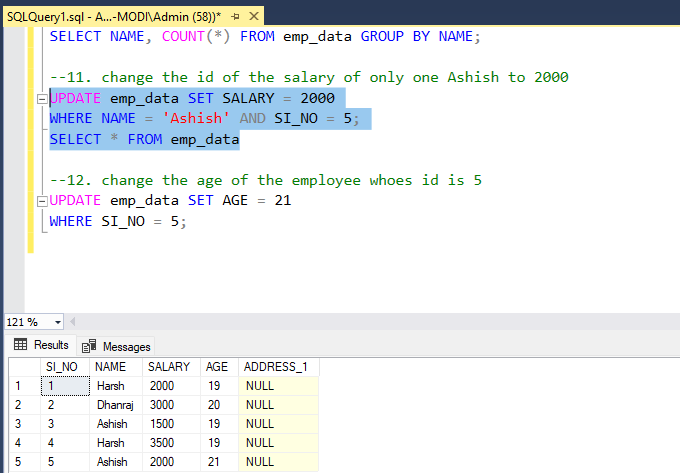 SQLQuery1.sql - A...-MODI\Admin (58))*
SELECT NAME, COUNT(*) FROM emp_data GROUP BY NAME;
--11. change the id of the salary of only one Ashish to 2000
UPDATE emp_data SET SALARY = 2000
WHERE NAME = 'Ashish' AND SI_NO = 5;
SELECT * FROM emp_data
--12. change the age of the employee whoes id is 5
UPDATE emp_data SET AGE = 21
WHERE SI_NO = 5;
121 %
Results Messages
SI_NO NAME SALARY AGE ADDRESS_1
1 1 Harsh 2000 19 NULL
2 2 Dhanraj 3000 20 NULL
3 3 Ashish 1500 19 NULL
4 4 Harsh 3500 19 NULL
5 5 Ashish 2000 21 NULL